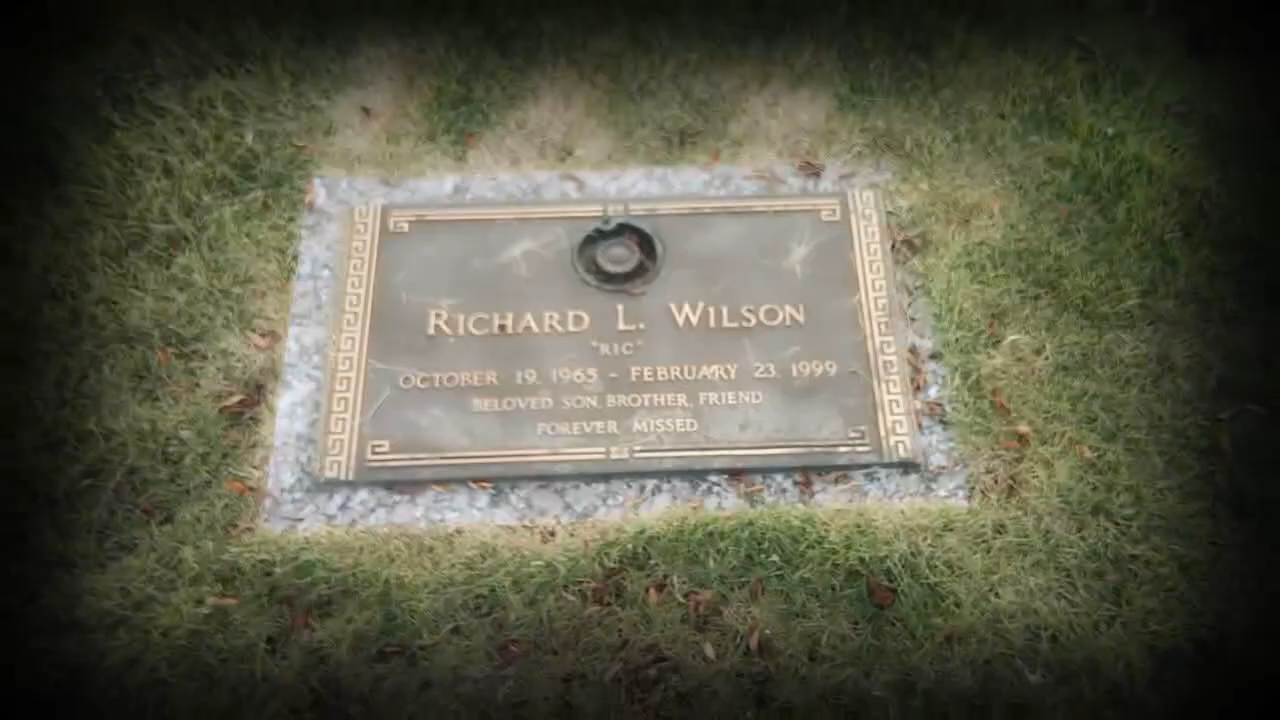 RICHARD L. WILSON
"RIC"
OCTOBER 19, 1965 - FEBRUARY 23, 1999
BELOVED SON, BROTHER, FRIEND
FOREVER MISSED